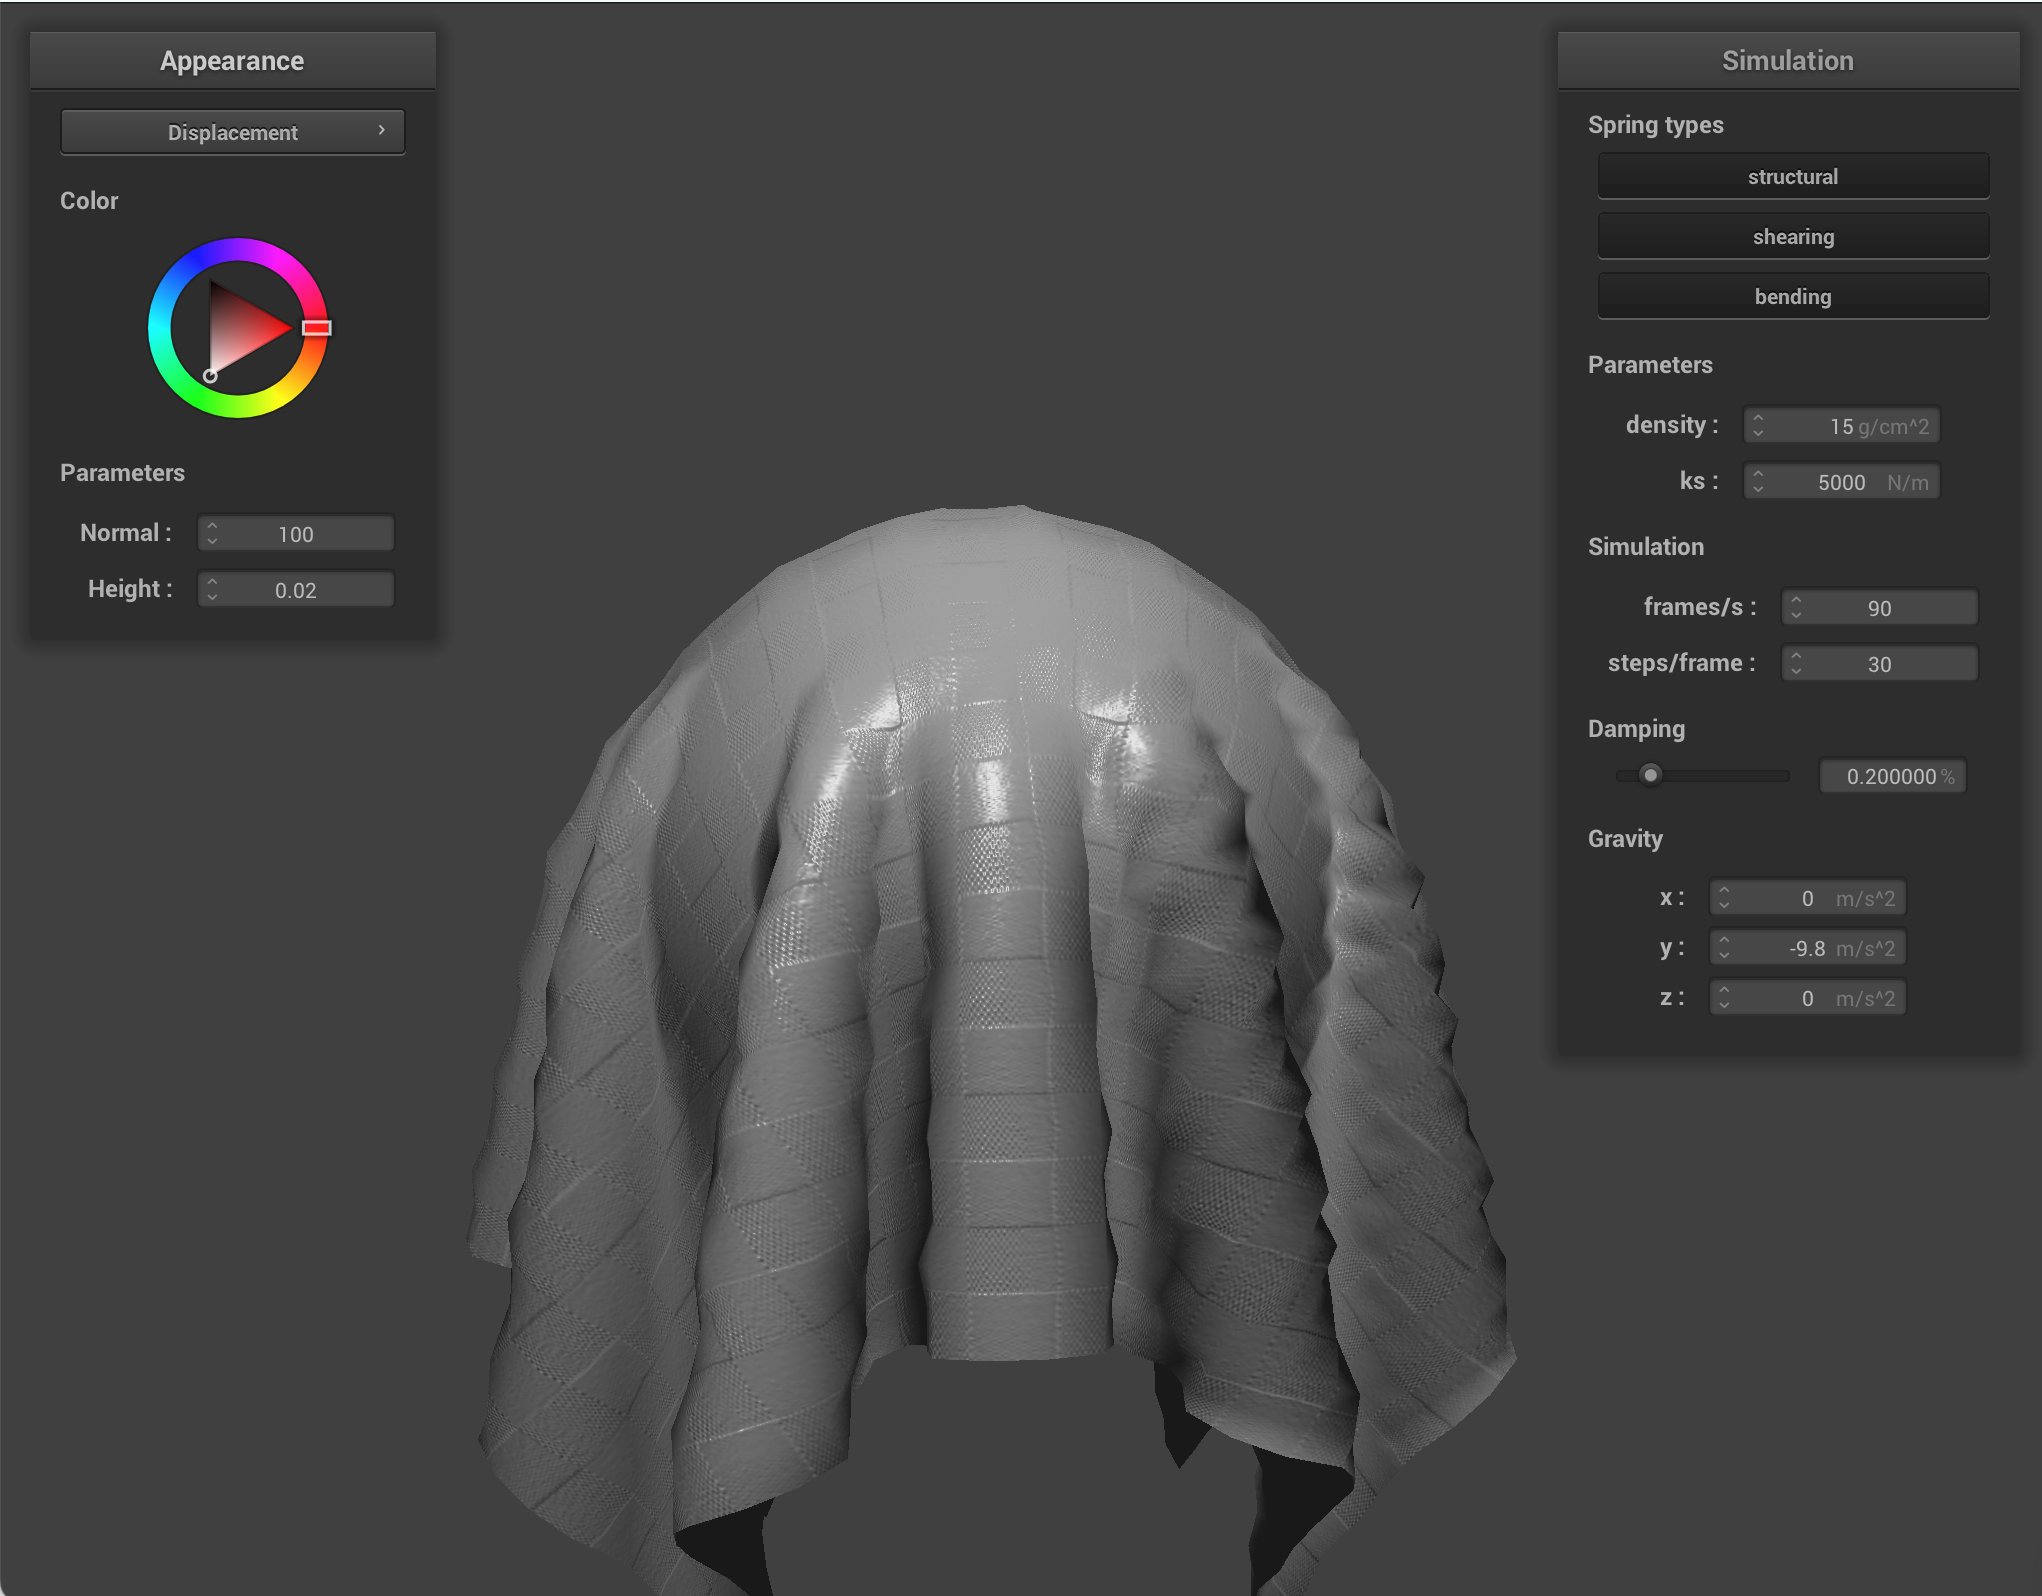 Appearance
Displacement
Color
Parameters
Normal : 100
Height : 0.02
Simulation
Spring types
structural
shearing
bending
Parameters
density : 15 g/cm^2
ks : 5000 N/m
Simulation
frames/s : 90
steps/frame : 30
Damping
0.200000 %
Gravity
x : 0 m/s^2
y : -9.8 m/s^2
z : 0 m/s^2